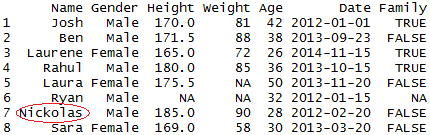 Name Gender Height Weight Age Date Family
1 Josh Male 170.0 81 42 2012-01-01 TRUE
2 Ben Male 171.5 88 38 2013-09-23 FALSE
3 Laurene Female 165.0 72 26 2014-11-15 TRUE
4 Rahul Male 180.0 85 36 2013-10-15 TRUE
5 Laura Female 175.5 NA 50 2013-11-20 FALSE
6 Ryan Male NA NA 32 2012-01-15 NA
7 Nickolas Male 185.0 90 28 2012-02-20 FALSE
8 Sara Female 169.0 58 30 2013-03-20 FALSE